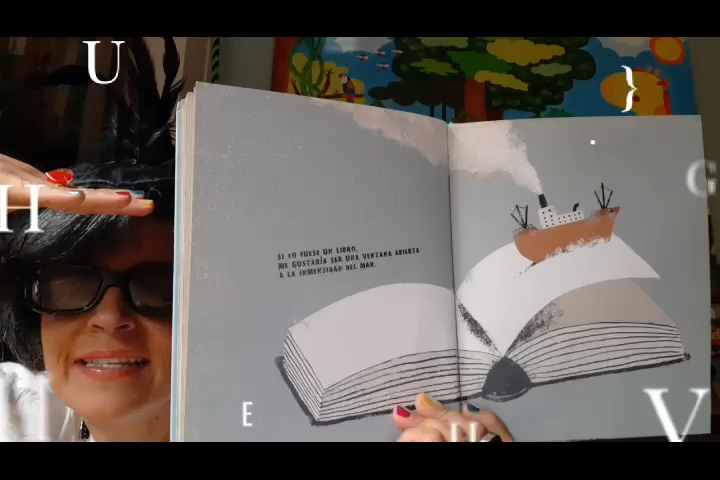 U
}
G
H
SI YO FUESE UN LIBRO,
ME GUSTARÍA SER UNA VENTANA ABIERTA
A LA INMENSIDAD DEL MAR.
E
U
V